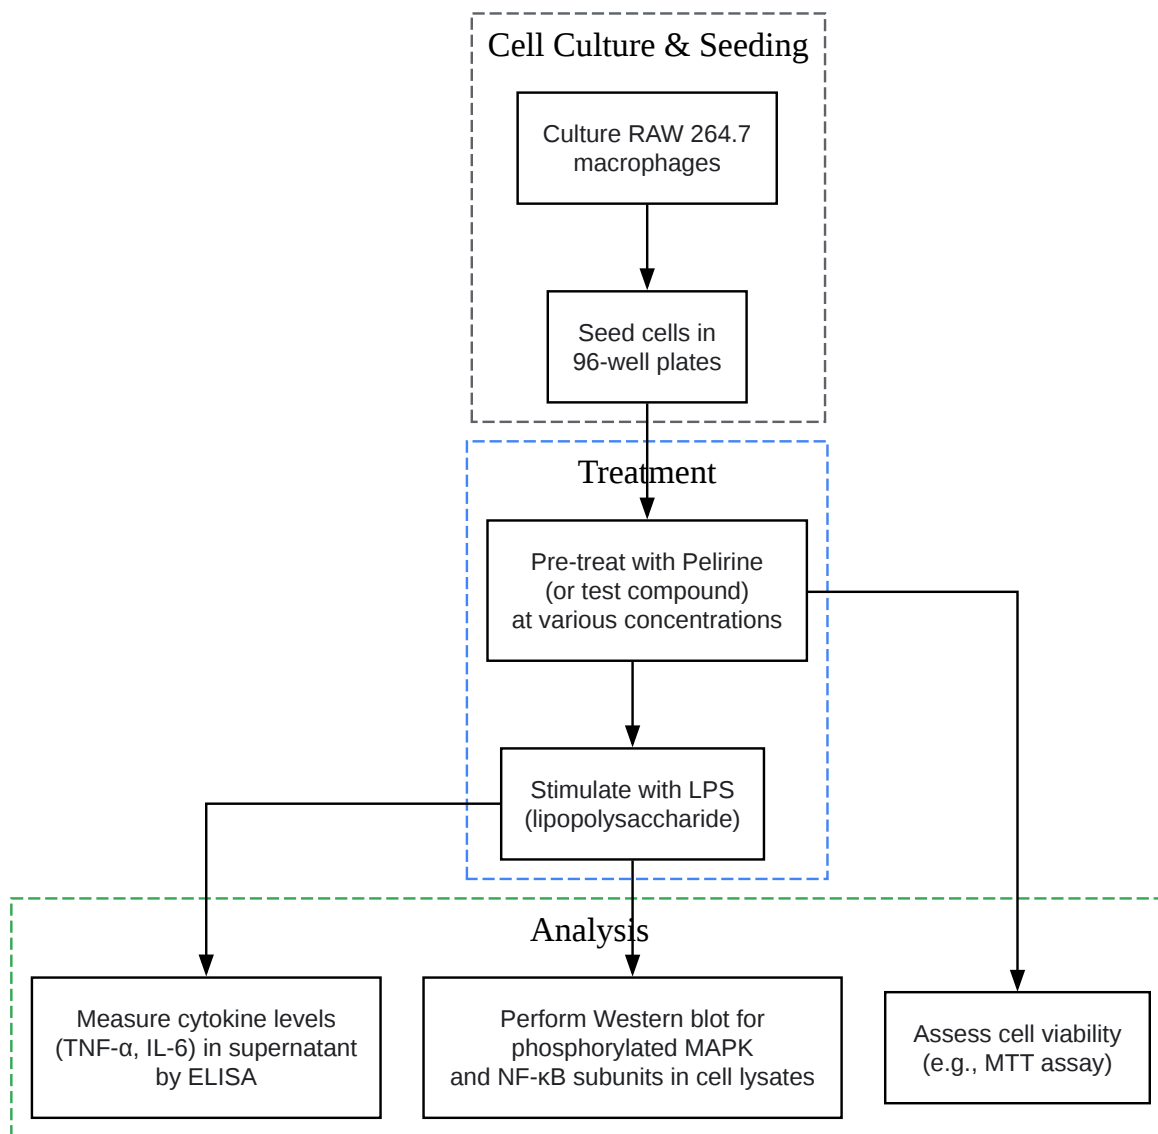 Cell Culture & Seeding
Culture RAW 264.7
macrophages
Seed cells in
96-well plates
Treatment
Pre-treat with Pelirine
(or test compound)
at various concentrations
Stimulate with LPS
(lipopolysaccharide)
Analysis
Measure cytokine levels
(TNF-α, IL-6) in supernatant
by ELISA
Perform Western blot for
phosphorylated MAPK
and NF-κB subunits in cell lysates
Assess cell viability
(e.g., MTT assay)